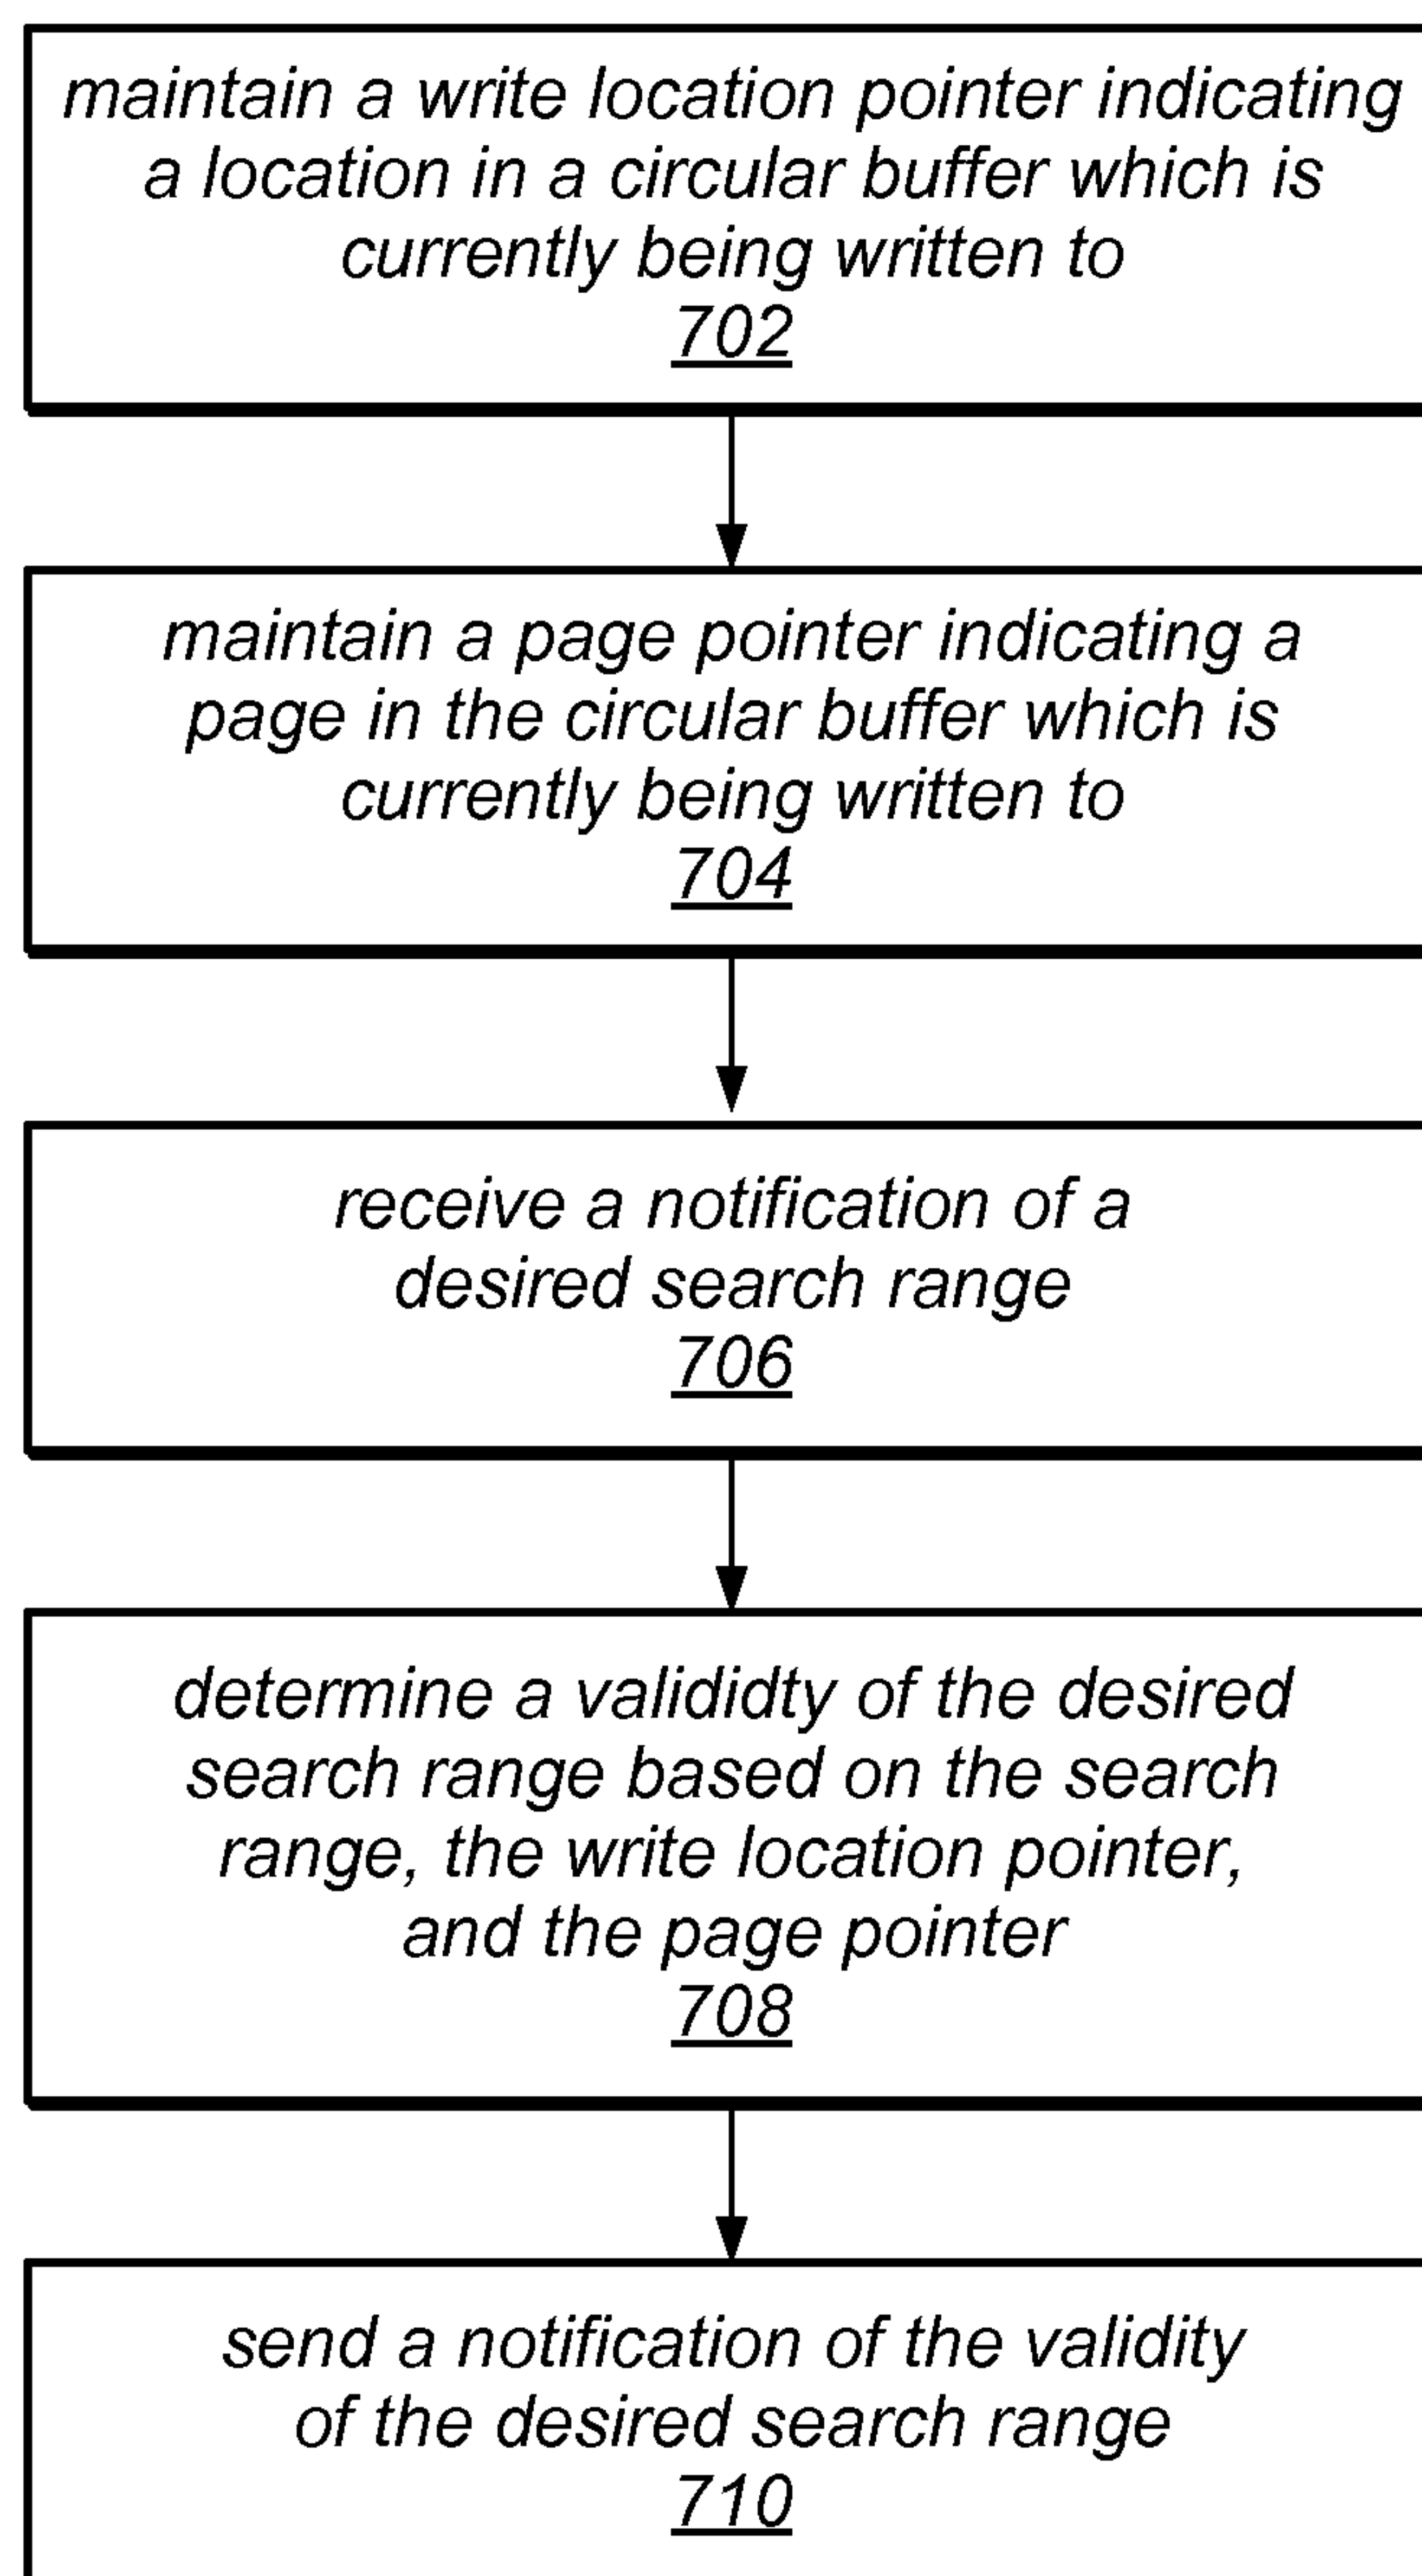 maintain a write location pointer indicating
a location in a circular buffer which is
currently being written to
702
maintain a page pointer indicating a
page in the circular buffer which is
currently being written to
704
receive a notification of a
desired search range
706
determine a valididty of the desired
search range based on the search
range, the write location pointer,
and the page pointer
708
send a notification of the validity
of the desired search range
710